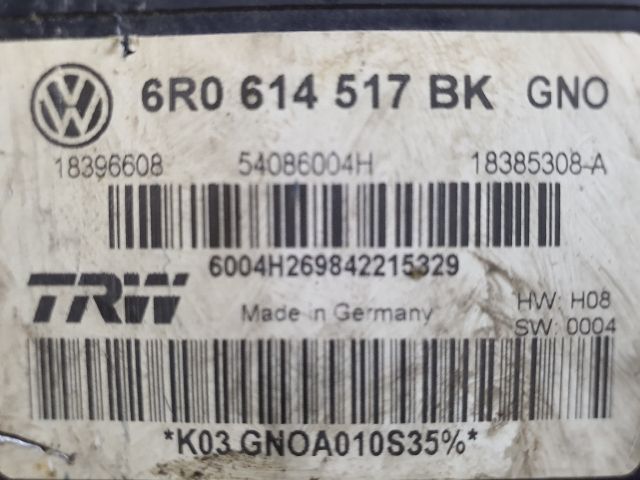 6R0 614 517 BK GNO
18396608 54086004H 18385308-A
6004H269842215329
TRW Made in Germany HW: H08
SW: 0004
*K03 GNOA010S35%*